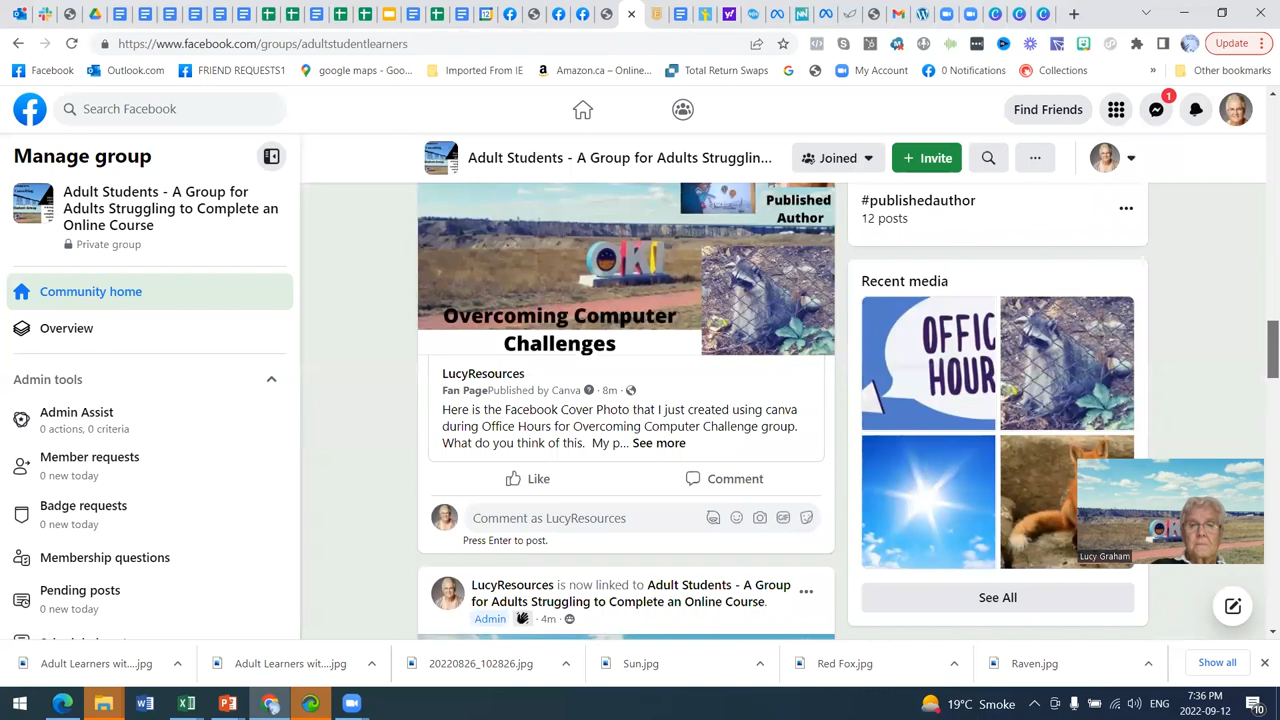 https://www.facebook.com/groups/adultstudentlearners
Update
Facebook
Outlook.com
FRIEND REQUESTS1
google maps - Goo...
Imported From IE
Amazon.ca – Online...
Total Return Swaps
My Account
0 Notifications
Collections
»
Other bookmarks
Search Facebook
Find Friends
1
Manage group
Adult Students - A Group for
Adults Struggling to Complete an
Online Course
Private group
Community home
Overview
Admin tools
Admin Assist
0 actions, 0 criteria
Member requests
0 new today
Badge requests
0 new today
Membership questions
Pending posts
0 new today
Adult Students - A Group for Adults Strugglin...
Joined
+ Invite
Published
Author
OKI
Overcoming Computer
Challenges
LucyResources
Fan PagePublished by Canva · 8m ·
Here is the Facebook Cover Photo that I just created using canva
during Office Hours for Overcoming Computer Challenge group.
What do you think of this. My p... See more
Like
Comment
Comment as LucyResources
Press Enter to post.
LucyResources is now linked to Adult Students - A Group
for Adults Struggling to Complete an Online Course.
Admin · 4m ·
#publishedauthor
12 posts
Recent media
OFFIC
HOUR
Lucy Graham
See All
Adult Learners wit....jpg
Adult Learners wit....jpg
20220826_102826.jpg
Sun.jpg
Red Fox.jpg
Raven.jpg
Show all
19°C Smoke
ENG
7:36 PM
2022-09-12
10